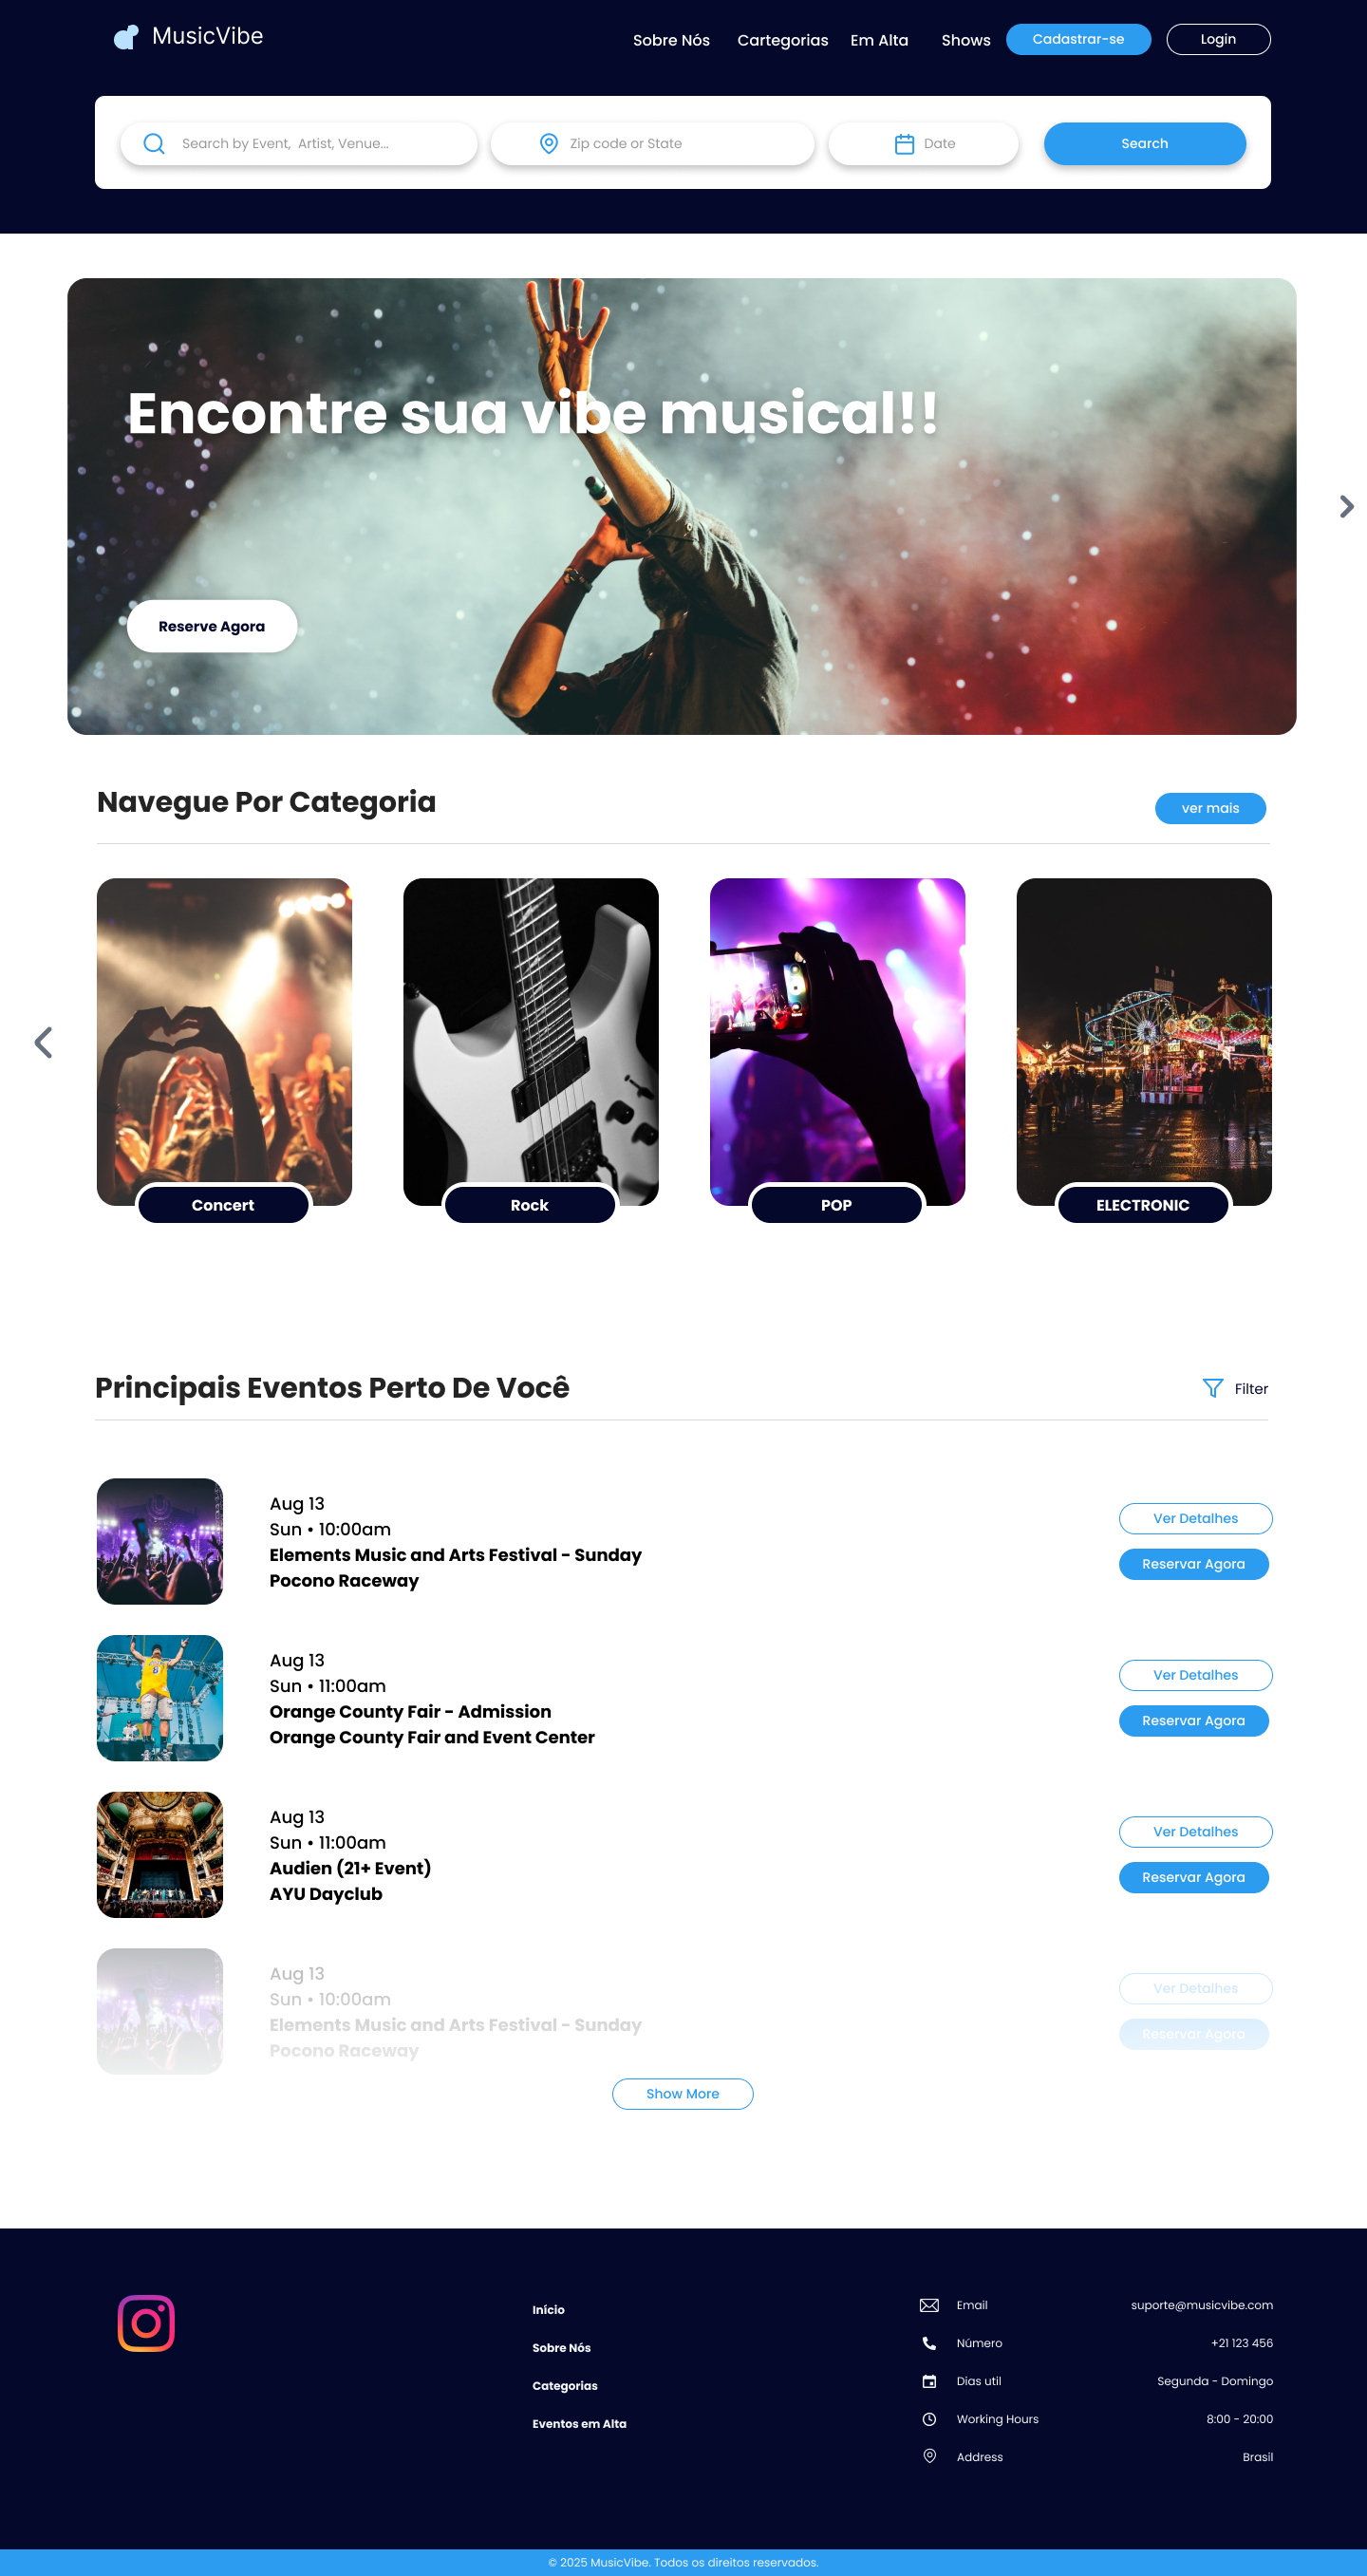 MusicVibe
Sobre Nós
Cartegorias
Em Alta
Shows
Cadastrar-se
Login
Search by Event, Artist, Venue...
Zip code or State
Date
Search
Encontre sua vibe musical!!
Reserve Agora
Navegue Por Categoria
ver mais
Concert
Rock
POP
ELECTRONIC
Principais Eventos Perto De Você
Filter
Aug 13
Sun • 10:00am
Elements Music and Arts Festival - Sunday
Pocono Raceway
Ver Detalhes
Reservar Agora
Aug 13
Sun • 11:00am
Orange County Fair - Admission
Orange County Fair and Event Center
Ver Detalhes
Reservar Agora
Aug 13
Sun • 11:00am
Audien (21+ Event)
AYU Dayclub
Ver Detalhes
Reservar Agora
Aug 13
Sun • 10:00am
Elements Music and Arts Festival - Sunday
Pocono Raceway
Ver Detalhes
Reservar Agora
Show More
Início
Sobre Nós
Categorias
Eventos em Alta
Email suporte@musicvibe.com
Número +21 123 456
Dias util Segunda - Domingo
Working Hours 8:00 - 20:00
Address Brasil
© 2025 MusicVibe. Todos os direitos reservados.